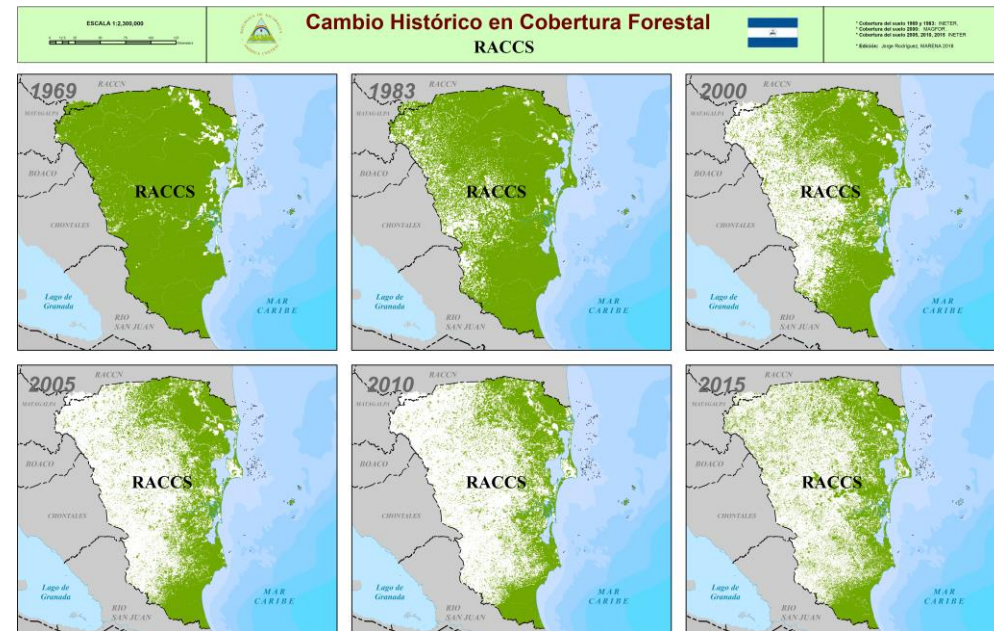 ESCALA 1:2,300,000
Cambio Histórico en Cobertura Forestal
RACCS
* Cobertura del suelo 1969 y 1983: INETER,
* Cobertura del suelo 2000: MAGFOR,
* Cobertura del suelo 2005, 2010, 2015 INETER
* Edición: Jorge Rodríguez, MARENA 2018
1969
RACCN
MATAGALPA
BOACO
RACCS
CHONTALES
Lago de
Granada
MAR
CARIBE
RIO
SAN JUAN
1983
RACCN
MATAGALPA
BOACO
RACCS
CHONTALES
Lago de
Granada
MAR
CARIBE
RIO
SAN JUAN
2000
RACCN
MATAGALPA
BOACO
RACCS
CHONTALES
Lago de
Granada
MAR
CARIBE
RIO
SAN JUAN
2005
RACCN
MATAGALPA
BOACO
RACCS
CHONTALES
Lago de
Granada
MAR
CARIBE
RIO
SAN JUAN
2010
RACCN
MATAGALPA
BOACO
RACCS
CHONTALES
Lago de
Granada
MAR
CARIBE
RIO
SAN JUAN
2015
RACCN
MATAGALPA
BOACO
RACCS
CHONTALES
Lago de
Granada
MAR
CARIBE
RIO
SAN JUAN